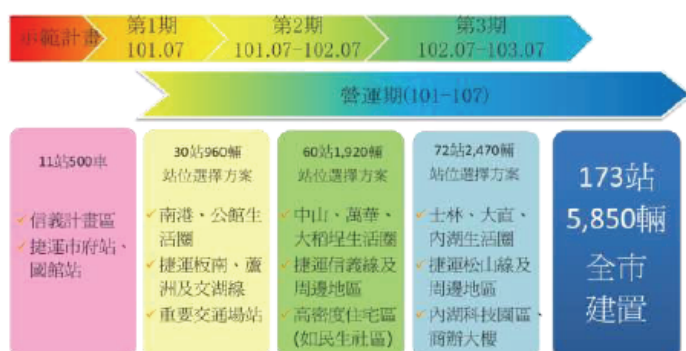 示範計畫
第1期
101.07
第2期
101.07-102.07
第3期
102.07-103.07
營運期(101-107)
11站500車
信義計畫區
捷運市府站、
國館站
30站960輛
站位選擇方案
南港、公館生
活圈
捷運板南、蘆
洲及文湖線
重要交通場站
60站1,920輛
站位選擇方案
中山、萬華、
大稻埕生活圈
捷運信義線及
周邊地區
高密度住宅區
(如民生社區)
72站2,470輛
站位選擇方案
士林、大直、
內湖生活圈
捷運松山線及
周邊地區
內湖科技園區、
商辦大樓
173站
5,850輛
全市
建置